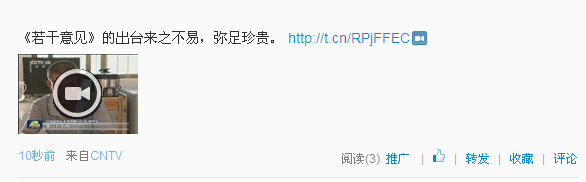 《若干意见》的出台来之不易，弥足珍贵。 http://t.cn/RPjFFEC
10秒前 来自CNTV 阅读(3) 推广 | | 转发 | 收藏 | 评论